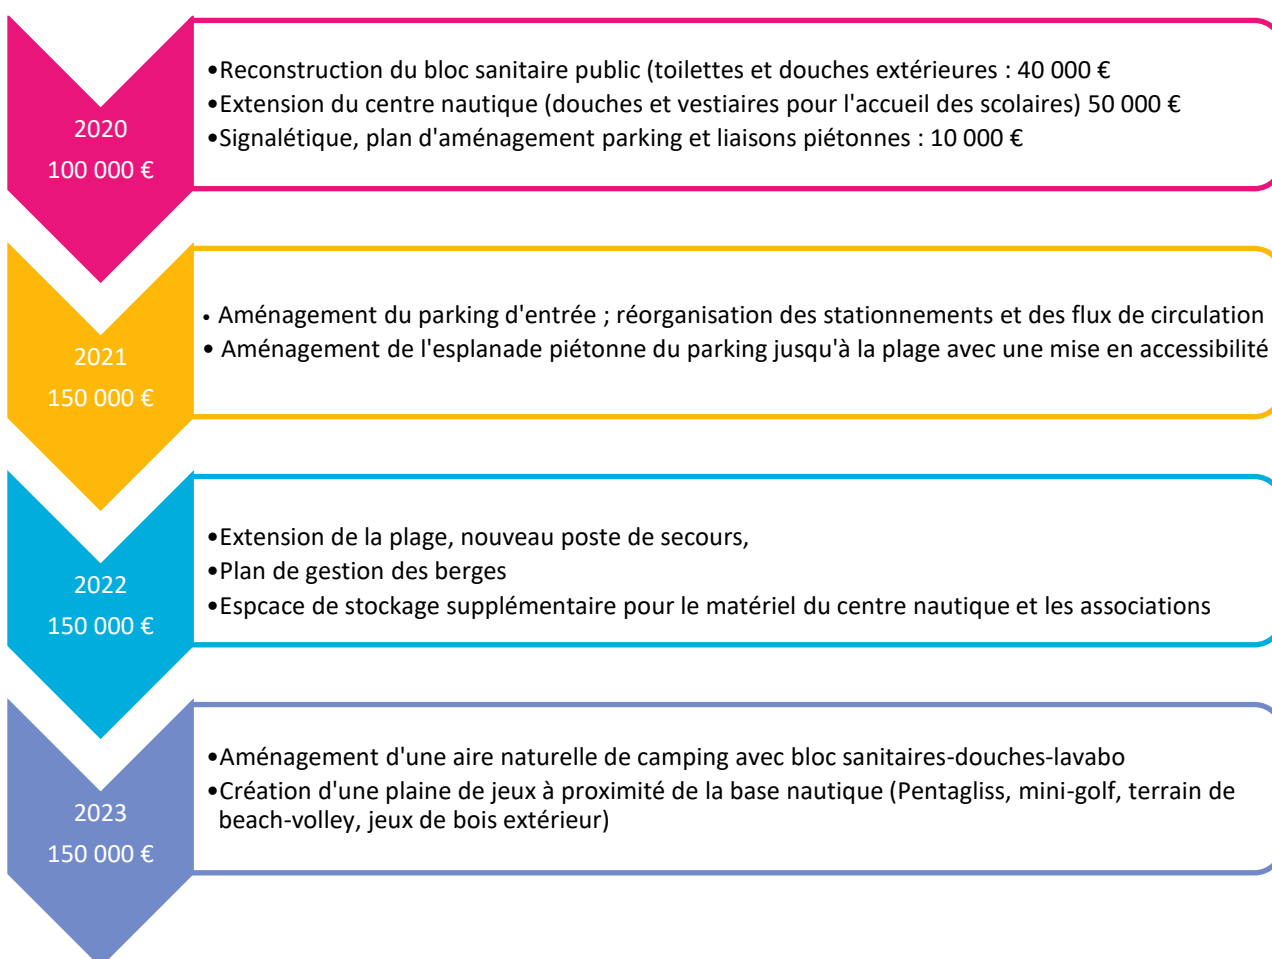 2020
100 000 €
•Reconstruction du bloc sanitaire public (toilettes et douches extérieures : 40 000 €
•Extension du centre nautique (douches et vestiaires pour l'accueil des scolaires) 50 000 €
•Signalétique, plan d'aménagement parking et liaisons piétonnes : 10 000 €
2021
150 000 €
• Aménagement du parking d'entrée ; réorganisation des stationnements et des flux de circulation
• Aménagement de l'esplanade piétonne du parking jusqu'à la plage avec une mise en accessibilité
2022
150 000 €
•Extension de la plage, nouveau poste de secours,
•Plan de gestion des berges
•Espcace de stockage supplémentaire pour le matériel du centre nautique et les associations
2023
150 000 €
•Aménagement d'une aire naturelle de camping avec bloc sanitaires-douches-lavabo
•Création d'une plaine de jeux à proximité de la base nautique (Pentagliss, mini-golf, terrain de
beach-volley, jeux de bois extérieur)